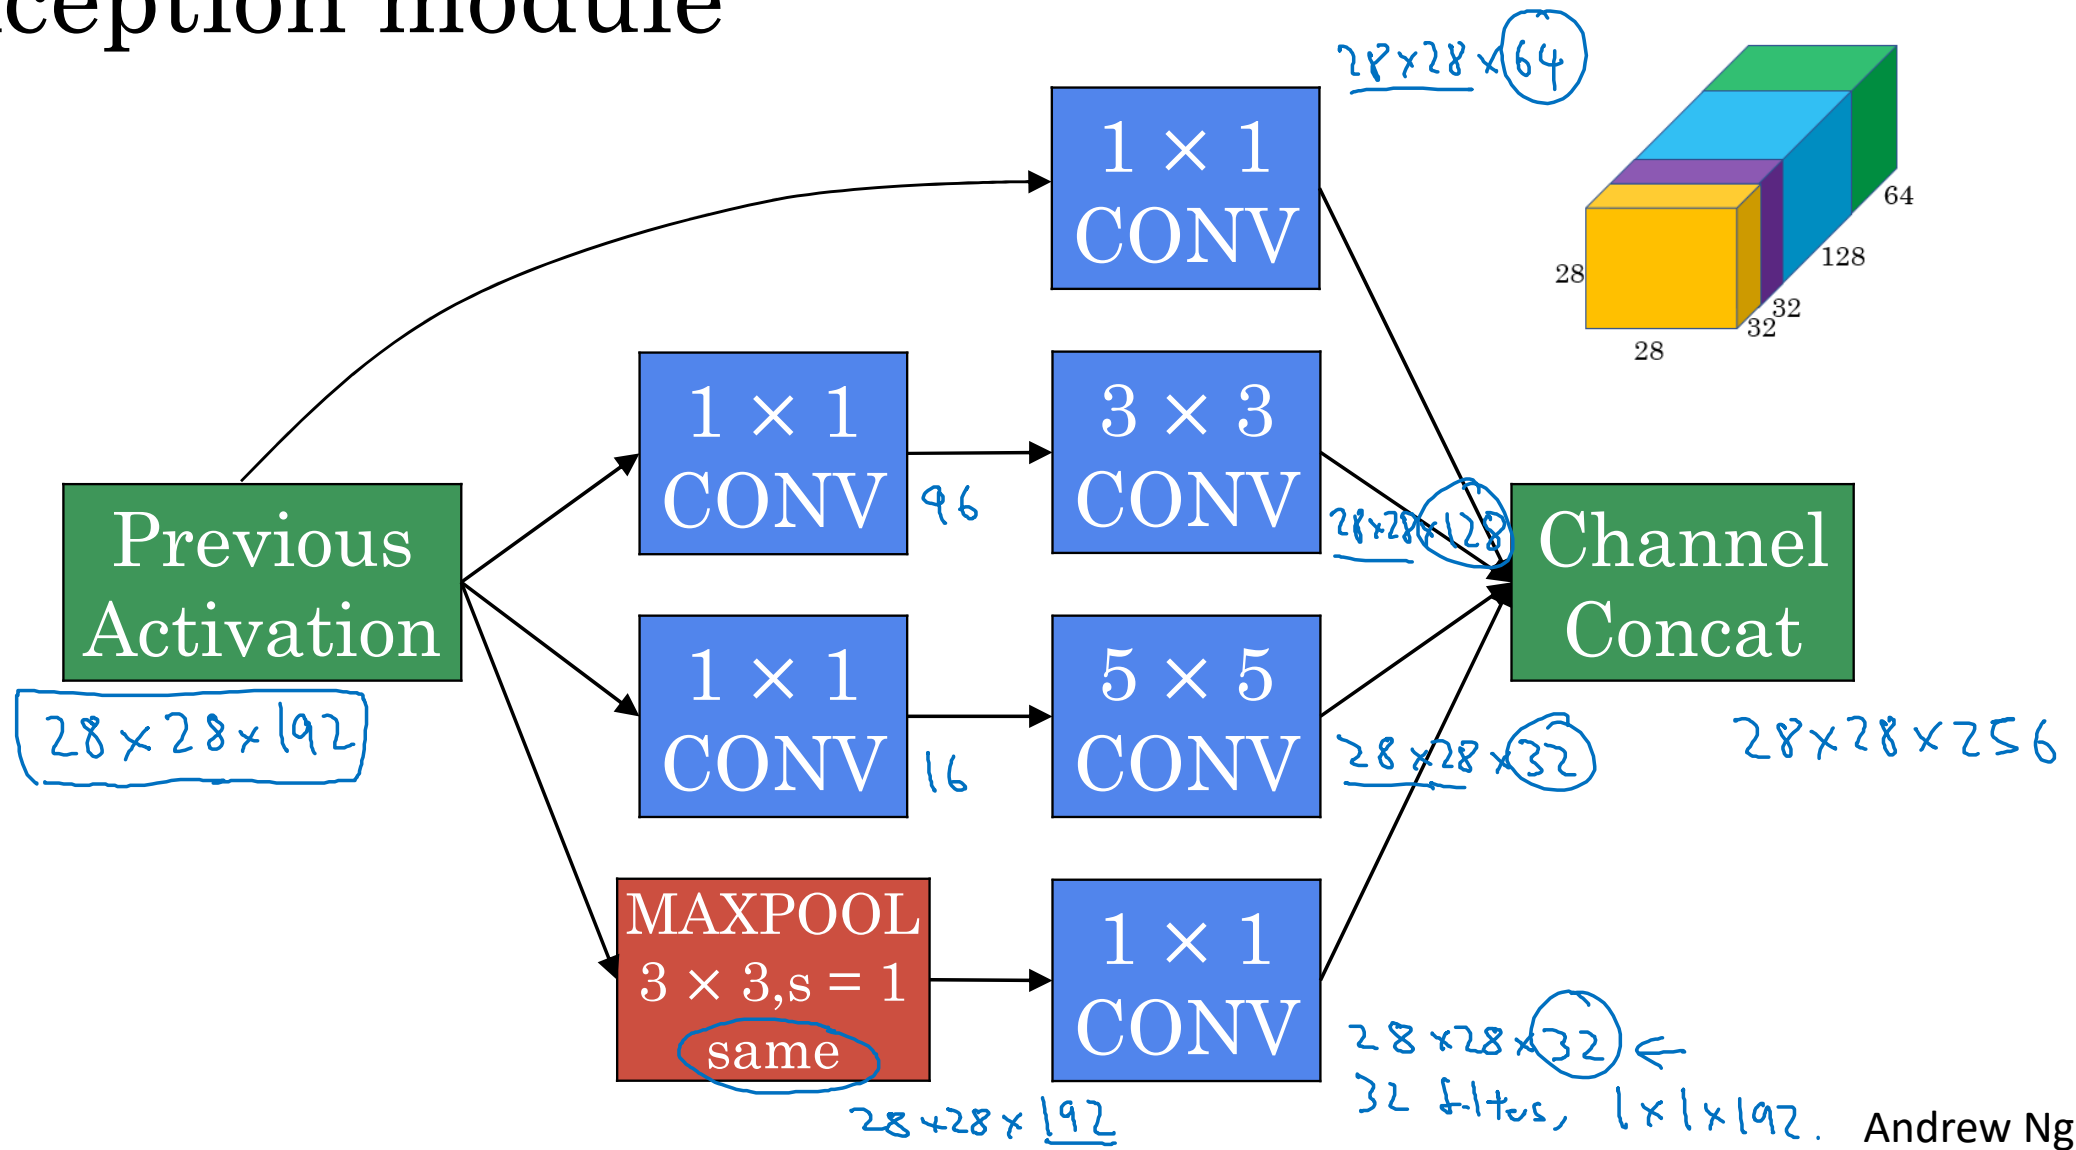 ception module
28×28×64
1 × 1
CONV
28
28
32
32
128
64
1 × 1
CONV
96
3 × 3
CONV
28×28×128
Previous
Activation
28×28×192
Channel
Concat
28×28×256
1 × 1
CONV
16
5 × 5
CONV
28×28×32
MAXPOOL
3 × 3,s = 1
same
28×28×192
1 × 1
CONV
28×28×32 ←
32 filters, 1×1×192.
Andrew Ng